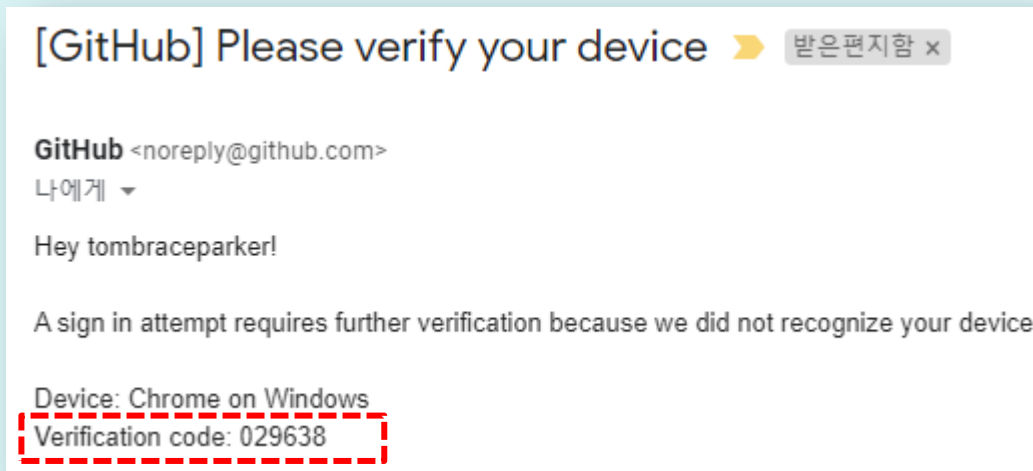 [GitHub] Please verify your device 받은편지함 ×
GitHub <noreply@github.com>
나에게
Hey tombraceparker!
A sign in attempt requires further verification because we did not recognize your device
Device: Chrome on Windows
Verification code: 029638